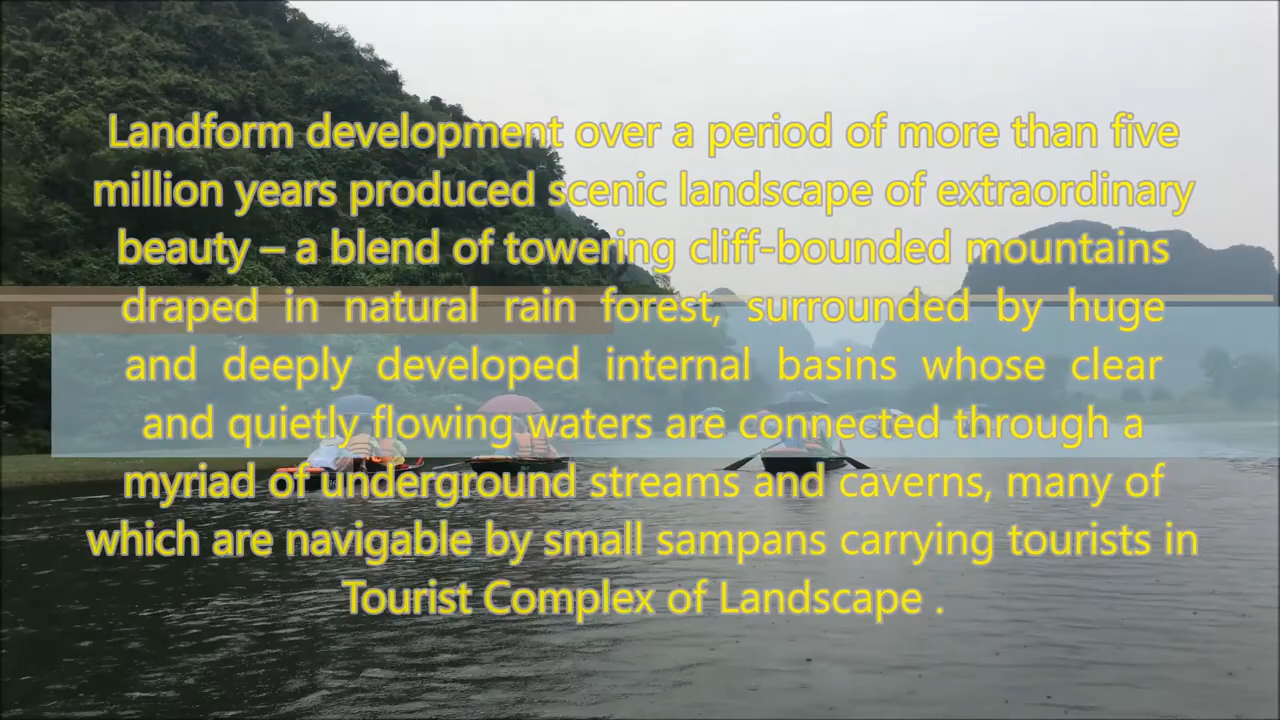 Landform development over a period of more than five
million years produced scenic landscape of extraordinary
beauty – a blend of towering cliff-bounded mountains
draped in natural rain forest, surrounded by huge
and deeply developed internal basins whose clear
and quietly flowing waters are connected through a
myriad of underground streams and caverns, many of
which are navigable by small sampans carrying tourists in
Tourist Complex of Landscape .